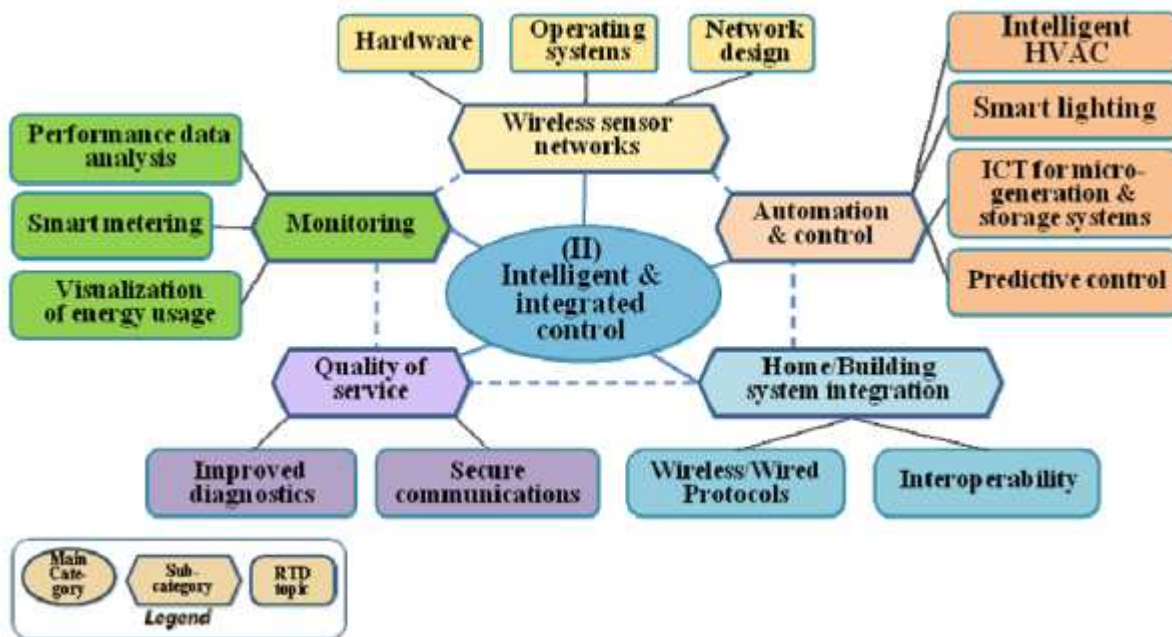 Hardware
Operating
systems
Network
design
Intelligent
HVAC
Wireless sensor
networks
Smart lighting
Performance data
analysis
ICT for micro-
generation &
storage systems
Smart metering
Monitoring
Automation
& control
(II)
Intelligent &
integrated
control
Predictive control
Visualization
of energy usage
Quality of
service
Home/Building
system integration
Improved
diagnostics
Secure
communications
Wireless/Wired
Protocols
Interoperability
Main
Cate-
gory
Sub-
category
RTD
topic
Legend